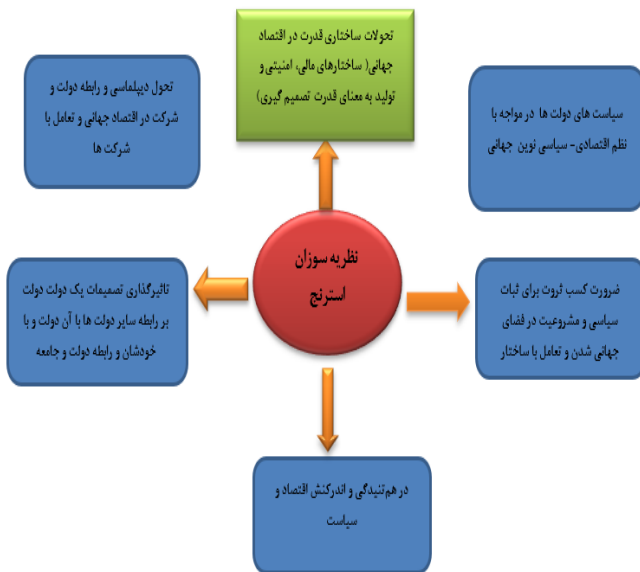 تحولات ساختاری قدرت در اقتصاد
جهانی( ساختارهای مالی، امنیتی و
تولید به معنای قدرت تصمیم گیری)
سیاست های دولت ها در مواجه با
نظم اقتصادی- سیاسی نوین جهانی
تحول دیپلماسی و رابطه دولت و
شرکت در اقتصاد جهانی و تعامل با
شرکت ها
نظریه سوزان
استرنج
ضرورت کسب ثروت برای ثبات
سیاسی و مشروعیت در فضای
جهانی شدن و تعامل با ساختار
تاثیرگذاری تصمیمات یک دولت دولت
بر رابطه سایر دولت ها با آن دولت و با
خودشان و رابطه دولت و جامعه
در هم‌تنیدگی و اندرکنش اقتصاد و
سیاست